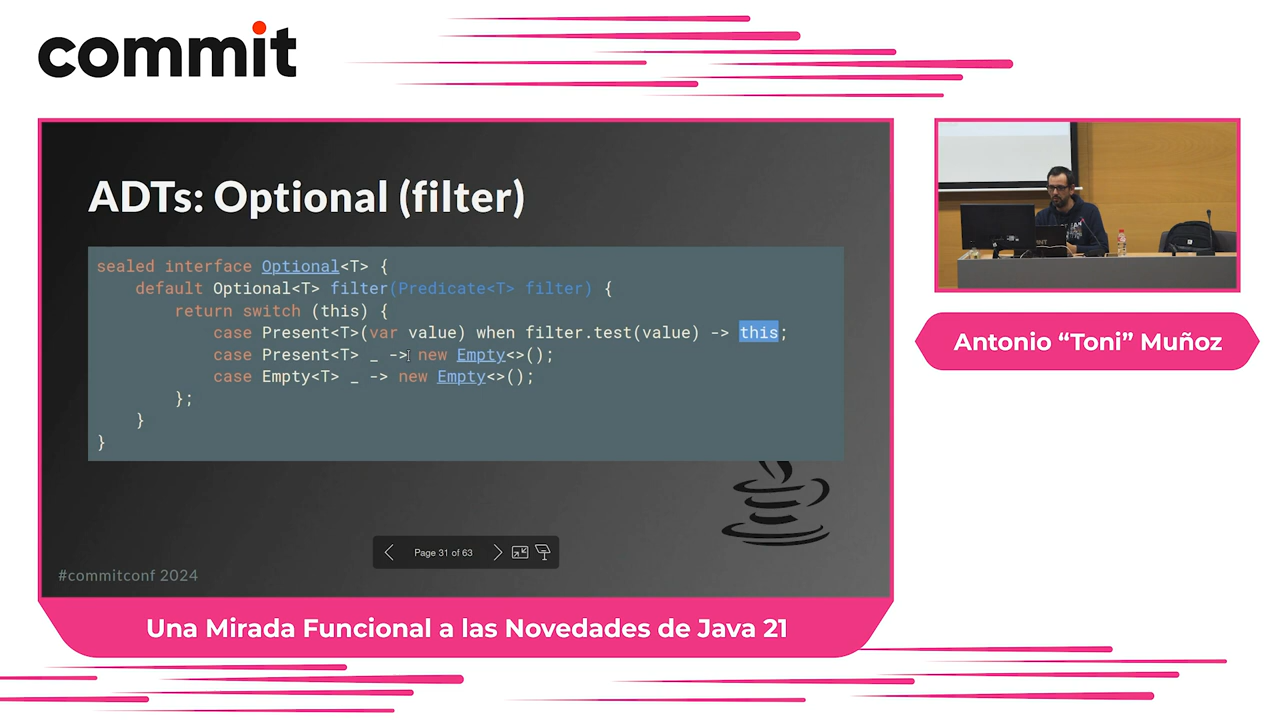 commit
ADTs: Optional (filter)
sealed interface Optional<T> {
    default Optional<T> filter(Predicate<T> filter) {
        return switch (this) {
            case Present<T>(var value) when filter.test(value) -> this;
            case Present<T> _ -> new Empty<>();
            case Empty<T> _ -> new Empty<>();
        };
    }
}
Page 31 of 63
#commitconf 2024
Una Mirada Funcional a las Novedades de Java 21
Antonio “Toni” Muñoz